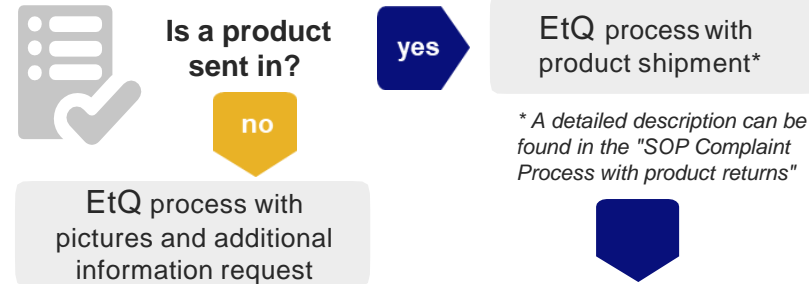 Is a product
sent in?
yes
EtQ process with
product shipment*
no
* A detailed description can be
found in the "SOP Complaint
Process with product returns"
EtQ process with
pictures and additional
information request